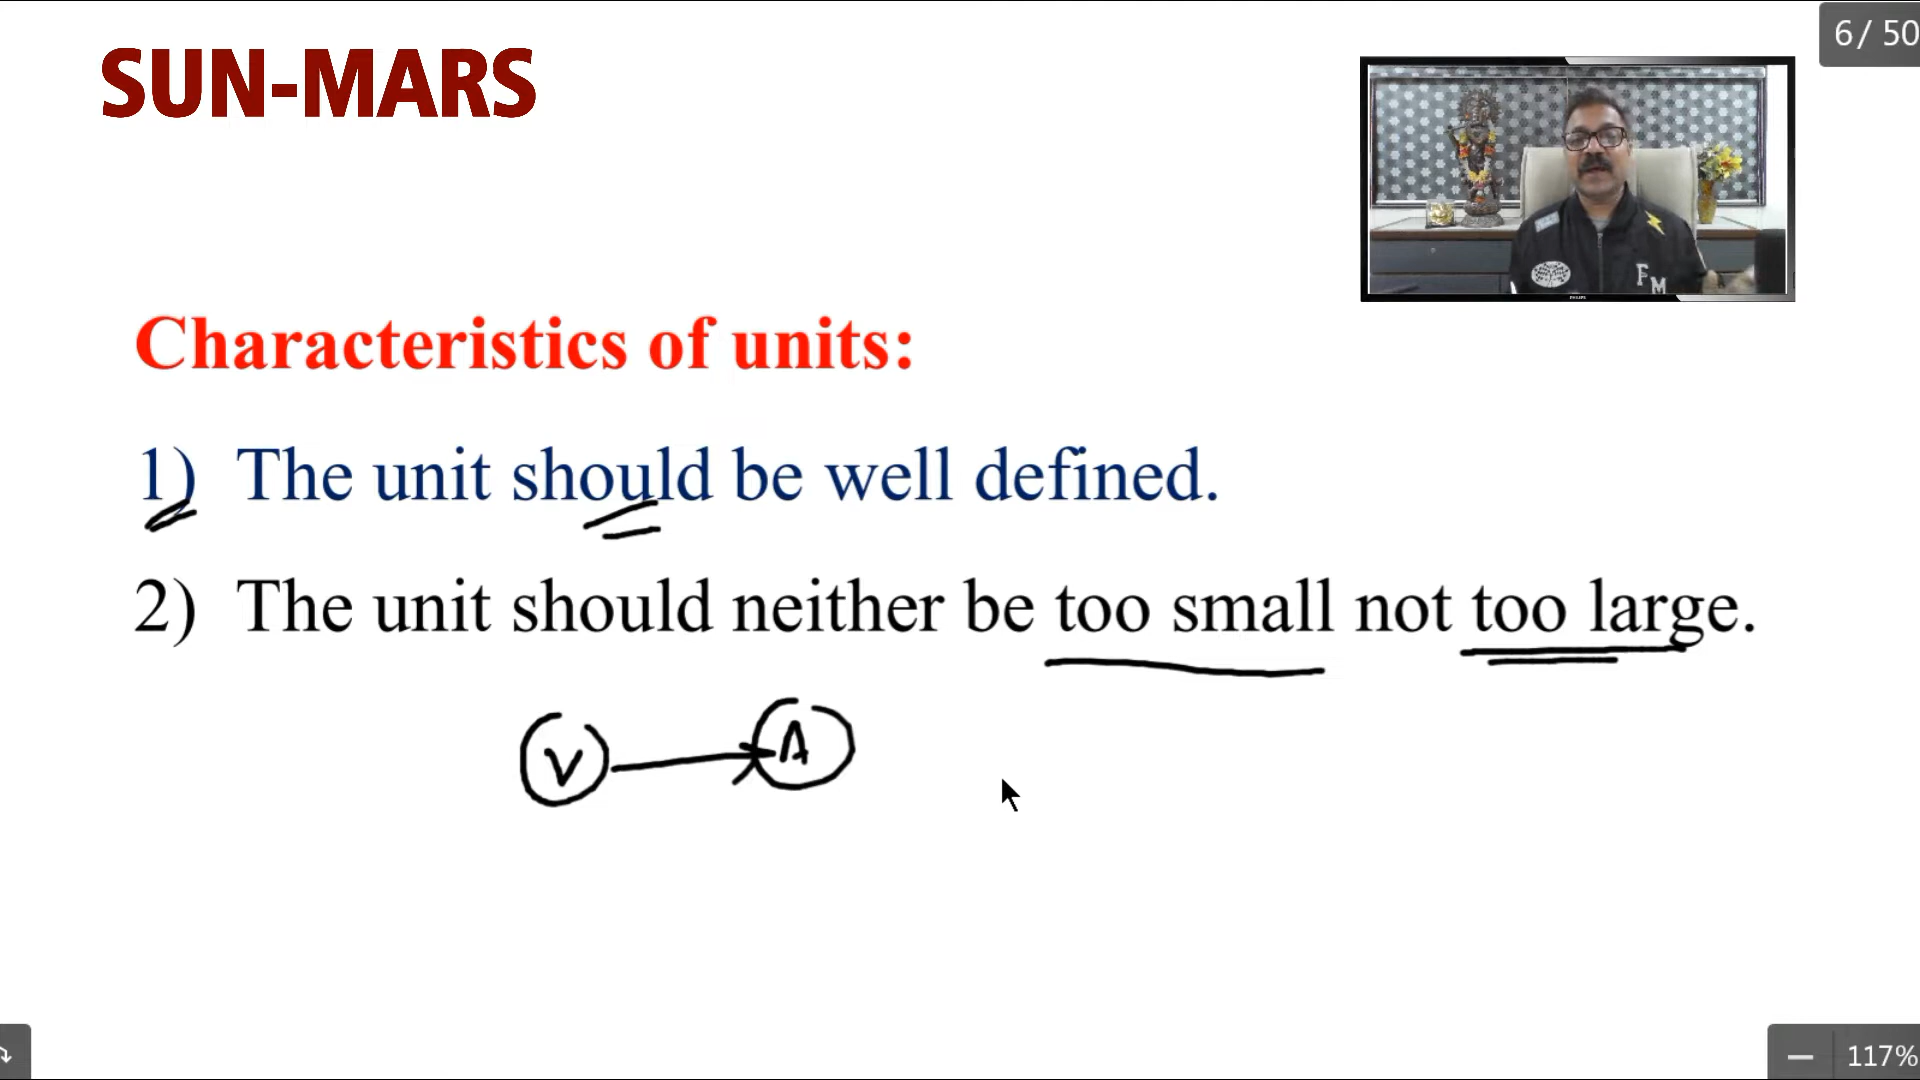 6/ 50
SUN-MARS
F M
PHILIPS
Characteristics of units:
1) The unit should be well defined.
2) The unit should neither be too small not too large.
V A
117%